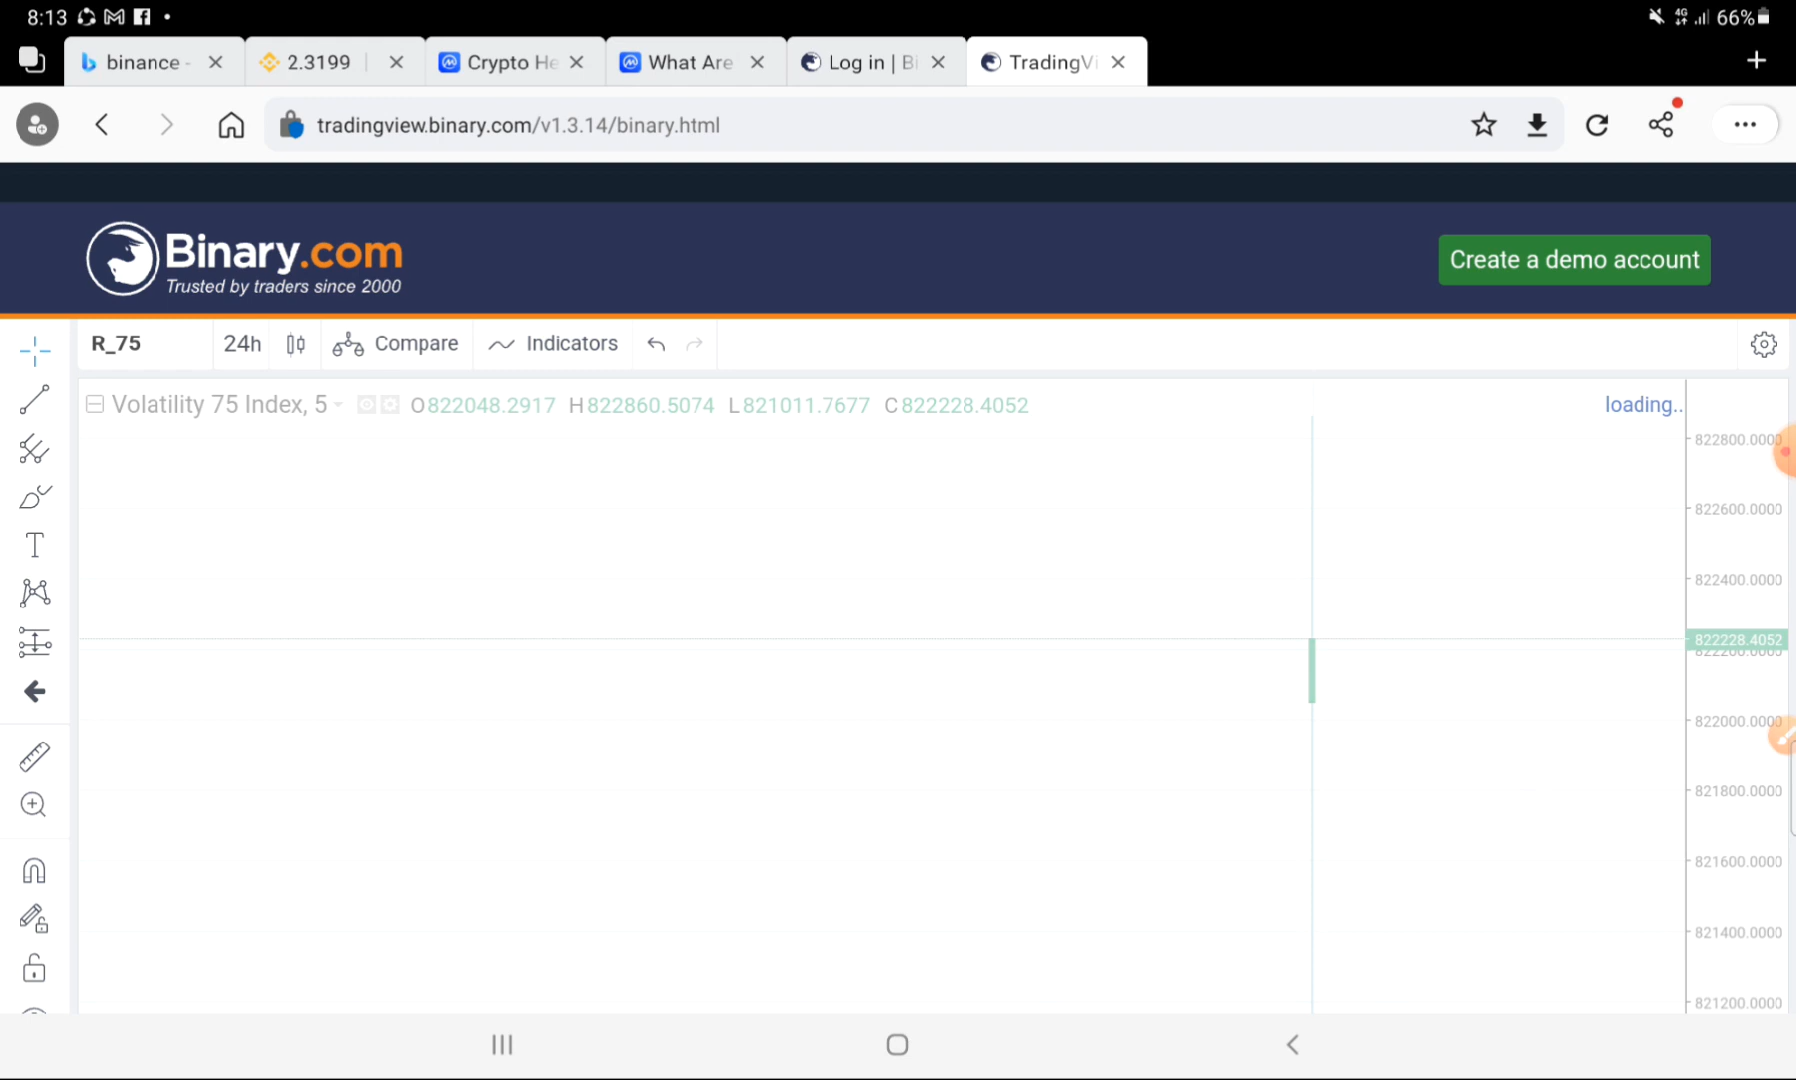 8:13
4G 66%
binance -
2.3199
Crypto He
What Are
Log in | Bi
TradingVi
tradingview.binary.com/v1.3.14/binary.html
Binary.com
Trusted by traders since 2000
Create a demo account
R_75
24h
Compare
Indicators
Volatility 75 Index, 5
O822048.2917 H822860.5074 L821011.7677 C822228.4052
loading..
822800.0000
822600.0000
822400.0000
822228.4052
822200.0000
822000.0000
821800.0000
821600.0000
821400.0000
821200.0000